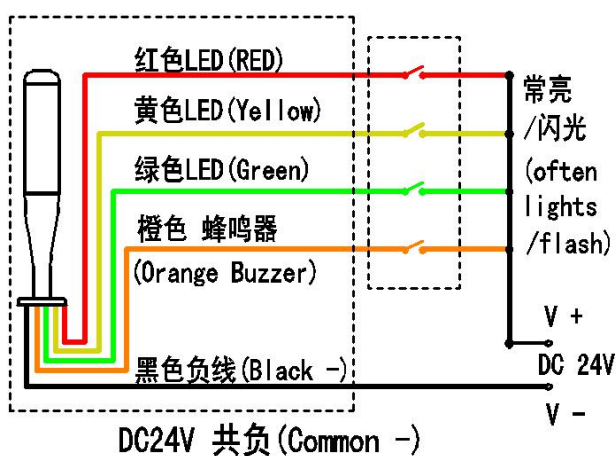 红色LED(RED)
黄色LED(Yellow)
绿色LED(Green)
橙色 蜂鸣器
(Orange Buzzer)
黑色负线(Black -)
常亮
/闪光
(often
lights
/flash)
V +
DC 24V
V -
DC24V 共负(Common -)